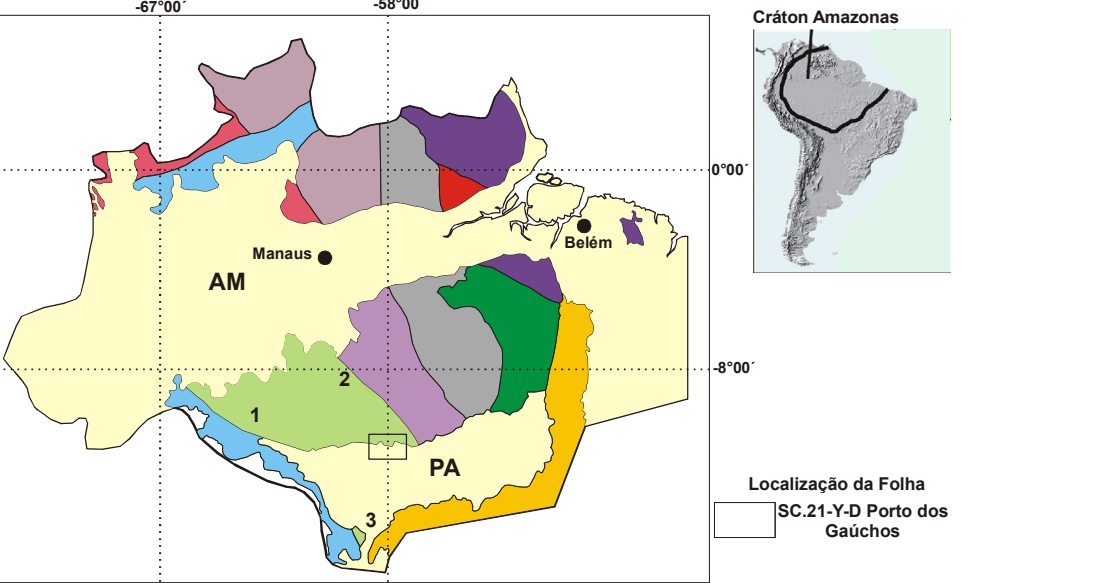 -67°00´
-58°00´
Cráton Amazonas
0°00´
Manaus
Belém
AM
-8°00´
2
1
PA
3
Localização da Folha
SC.21-Y-D Porto dos
Gaúchos